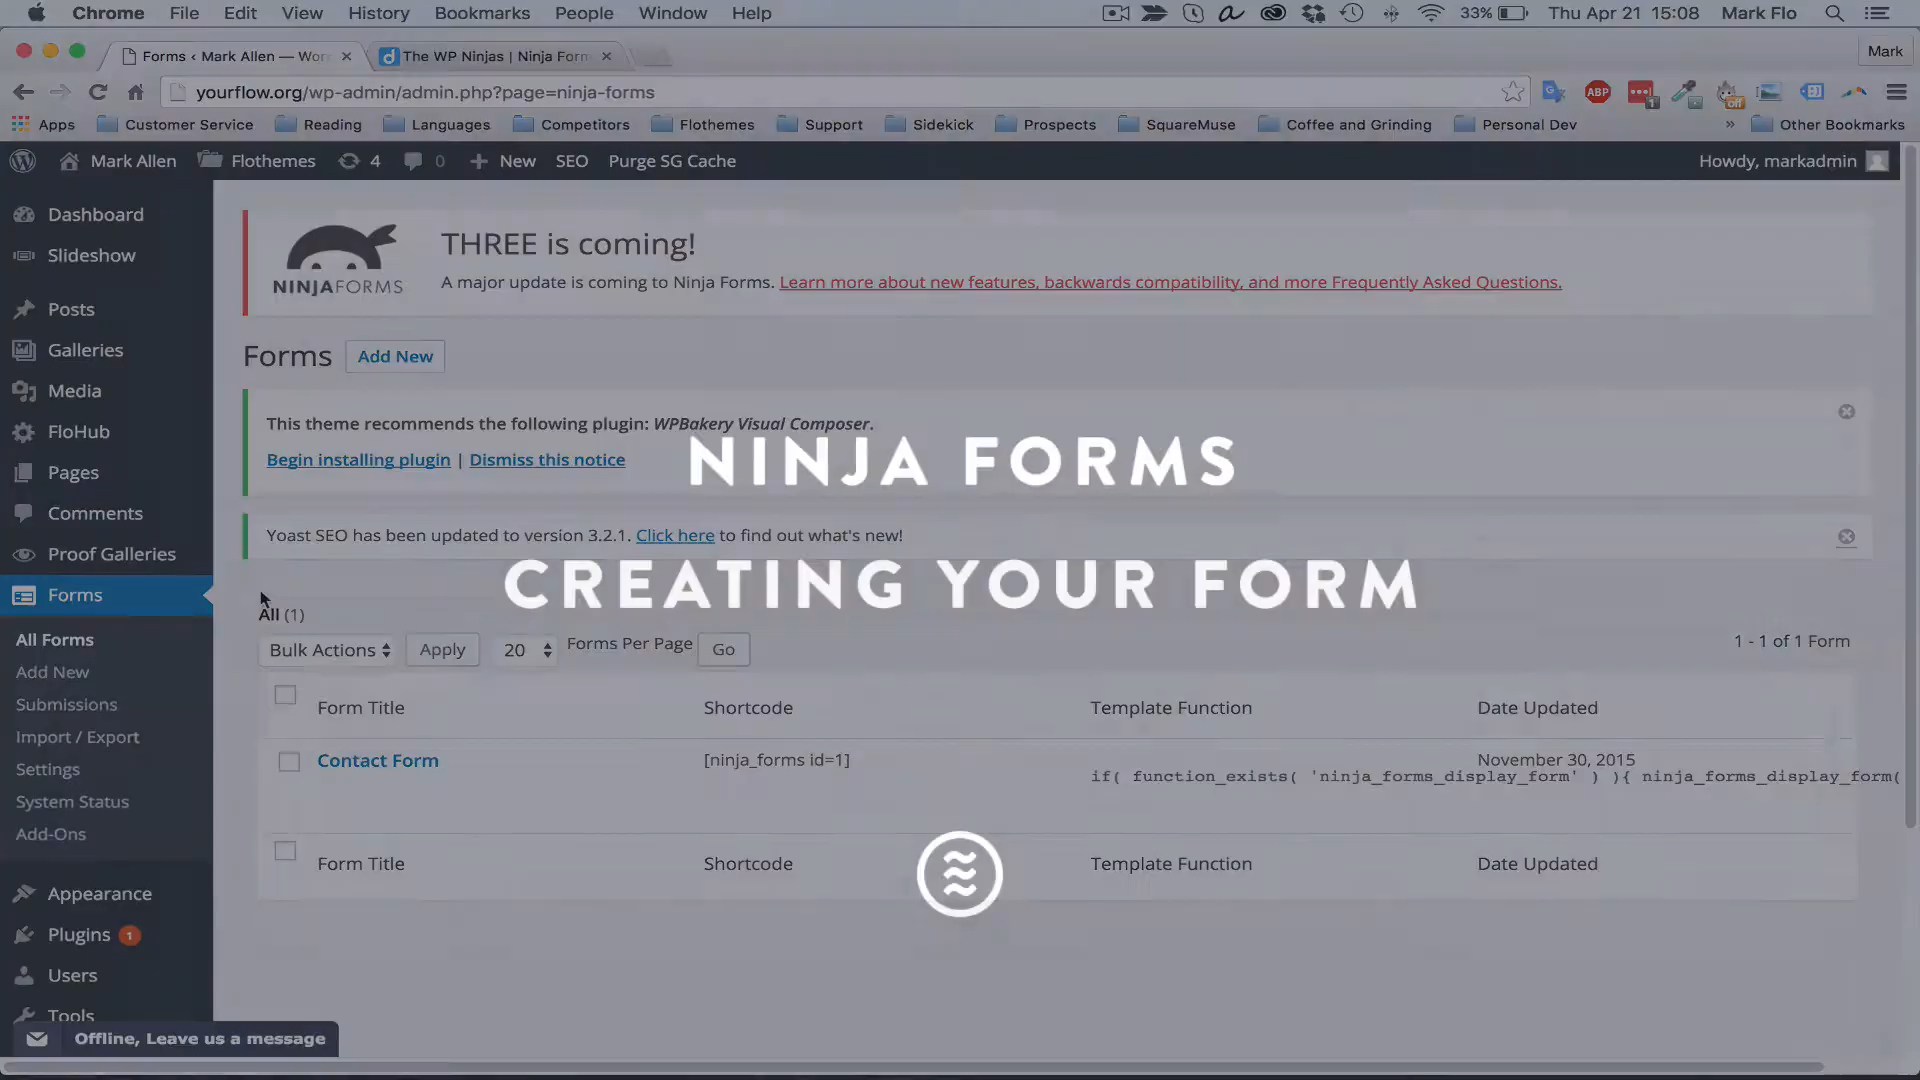 Chrome File Edit View History Bookmarks People Window Help 33% Thu Apr 21 15:08 Mark Flo
Forms ‹ Mark Allen — Wor The WP Ninjas | Ninja Form Mark
yourflow.org/wp-admin/admin.php?page=ninja-forms ABP 1 off
Apps Customer Service Reading Languages Competitors Flothemes Support Sidekick Prospects SquareMuse Coffee and Grinding Personal Dev » Other Bookmarks
Mark Allen Flothemes 4 0 New SEO Purge SG Cache Howdy, markadmin
Dashboard
Slideshow
Posts
Galleries
Media
FloHub
Pages
Comments
Proof Galleries
Forms
All Forms
Add New
Submissions
Import / Export
Settings
System Status
Add-Ons
Appearance
Plugins 1
Users
Tools
Offline, Leave us a message
NINJAFORMS
THREE is coming!
A major update is coming to Ninja Forms. Learn more about new features, backwards compatibility, and more Frequently Asked Questions.
Forms Add New
This theme recommends the following plugin: WPBakery Visual Composer.
Begin installing plugin | Dismiss this notice
NINJA FORMS
Yoast SEO has been updated to version 3.2.1. Click here to find out what's new!
CREATING YOUR FORM
All (1)
Bulk Actions Apply 20 Forms Per Page Go 1 - 1 of 1 Form
Form Title Shortcode Template Function Date Updated
Contact Form [ninja_forms id=1] November 30, 2015
if( function_exists( 'ninja_forms_display_form' ) ){ ninja_forms_display_form(
Form Title Shortcode Template Function Date Updated